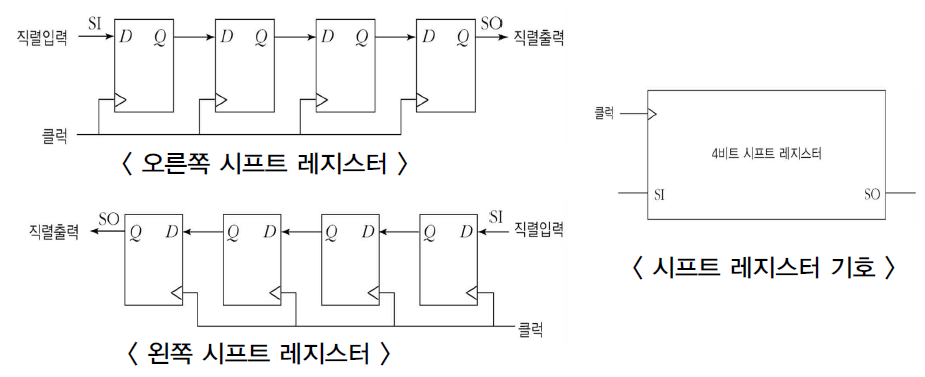 SI
SO
직렬입력
D Q D Q D Q D Q
직렬출력
클럭
< 오른쪽 시프트 레지스터 >
SO
SI
직렬출력
Q D Q D Q D Q D
직렬입력
클럭
< 왼쪽 시프트 레지스터 >
클럭
4비트 시프트 레지스터
SI
SO
< 시프트 레지스터 기호 >